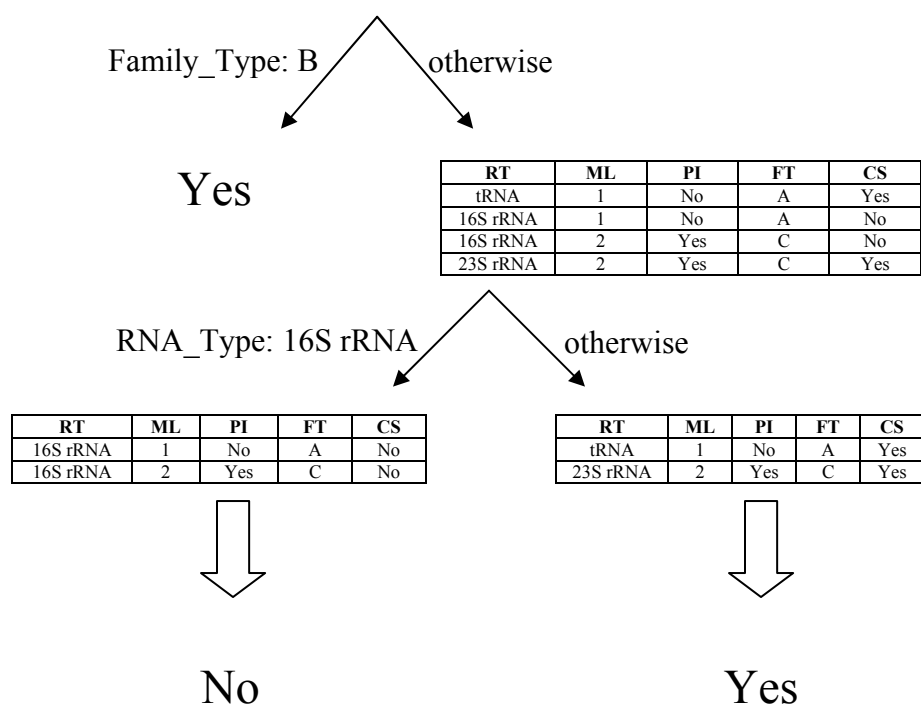 Family_Type: B otherwise
Yes
RT ML PI FT CS
tRNA 1 No A Yes
16S rRNA 1 No A No
16S rRNA 2 Yes C No
23S rRNA 2 Yes C Yes
RNA_Type: 16S rRNA otherwise
RT ML PI FT CS
16S rRNA 1 No A No
16S rRNA 2 Yes C No
RT ML PI FT CS
tRNA 1 No A Yes
23S rRNA 2 Yes C Yes
No Yes